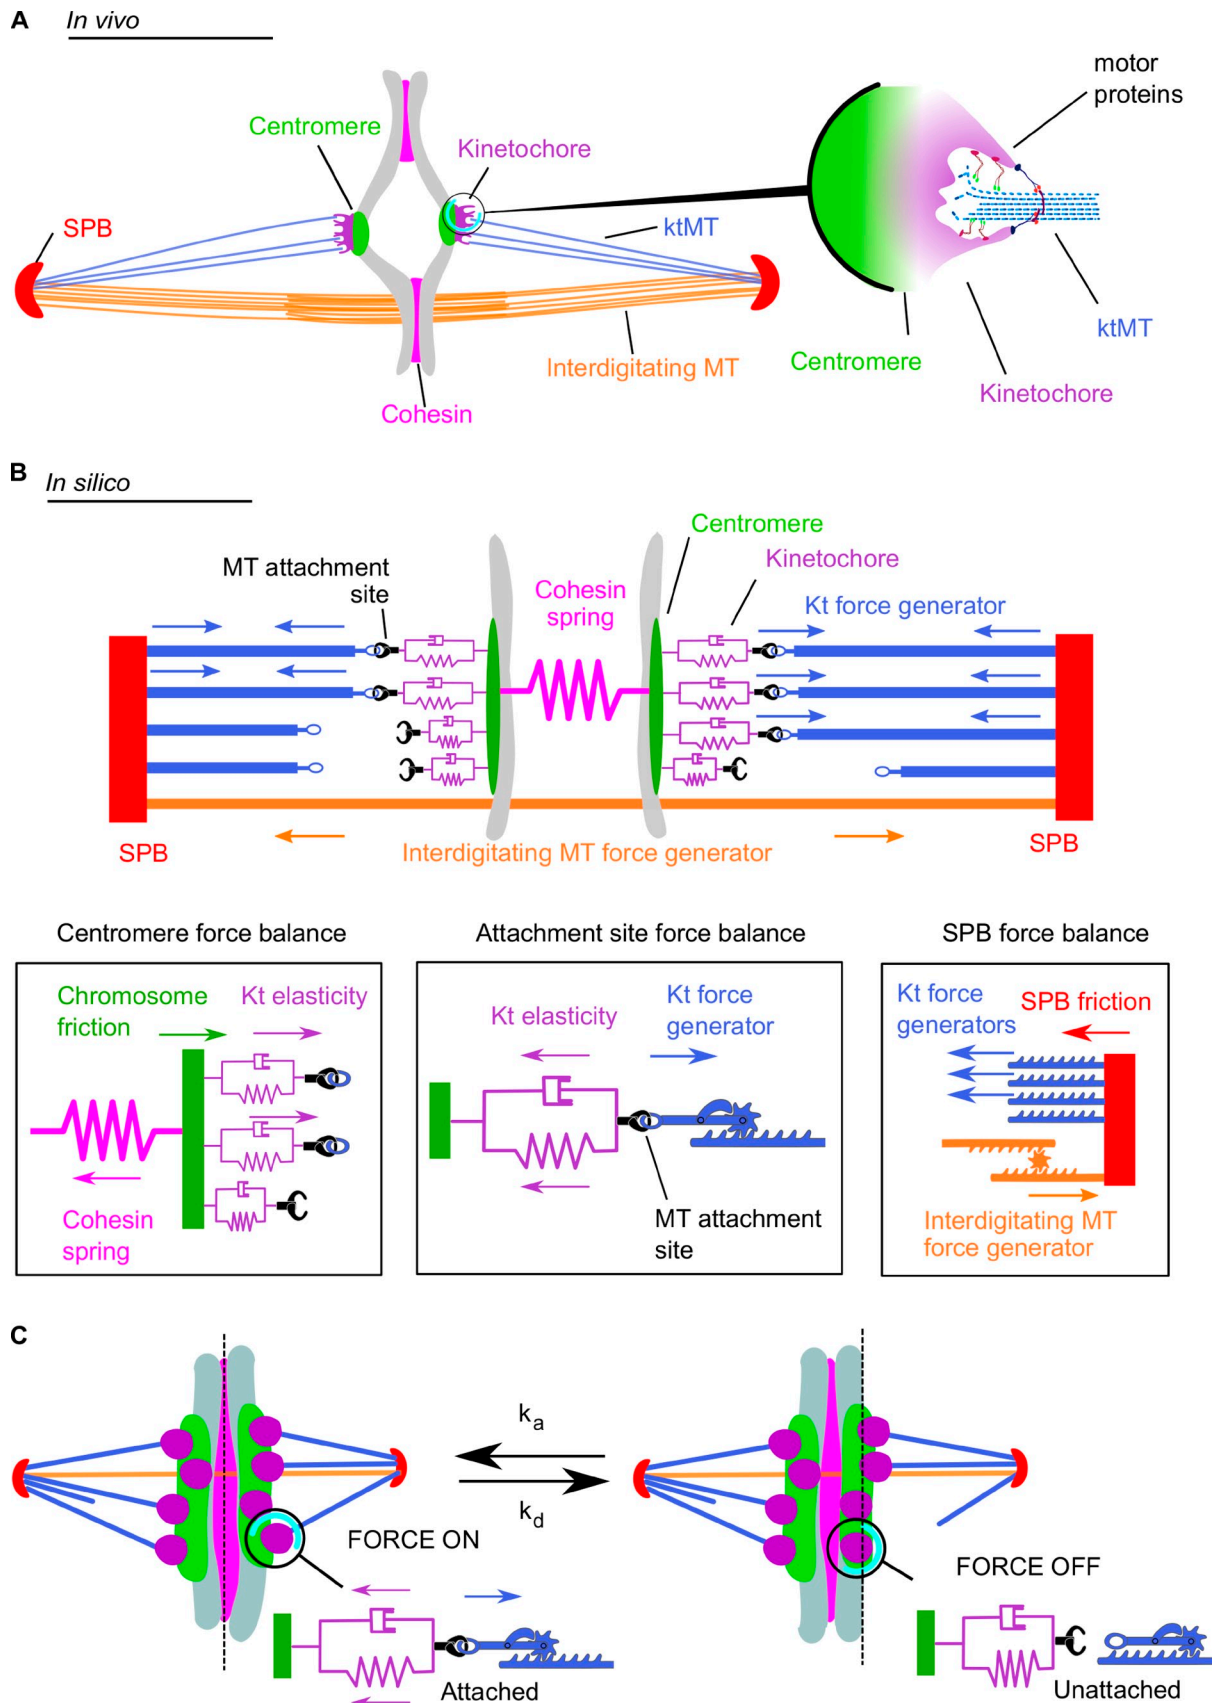 A In vivo
motor
proteins
Centromere
Kinetochore
SPB
ktMT
Interdigitating MT
Cohesin
Centromere
ktMT
Kinetochore
B In silico
Centromere
MT attachment
site
Kinetochore
Cohesin
spring
Kt force generator
SPB
Interdigitating MT force generator
SPB
Centromere force balance
Chromosome
friction
Kt elasticity
Cohesin
spring
Attachment site force balance
Kt elasticity
Kt force
generator
MT attachment
site
SPB force balance
Kt force
generators
SPB friction
Interdigitating MT
force generator
C
ka
kd
FORCE ON
Attached
FORCE OFF
Unattached